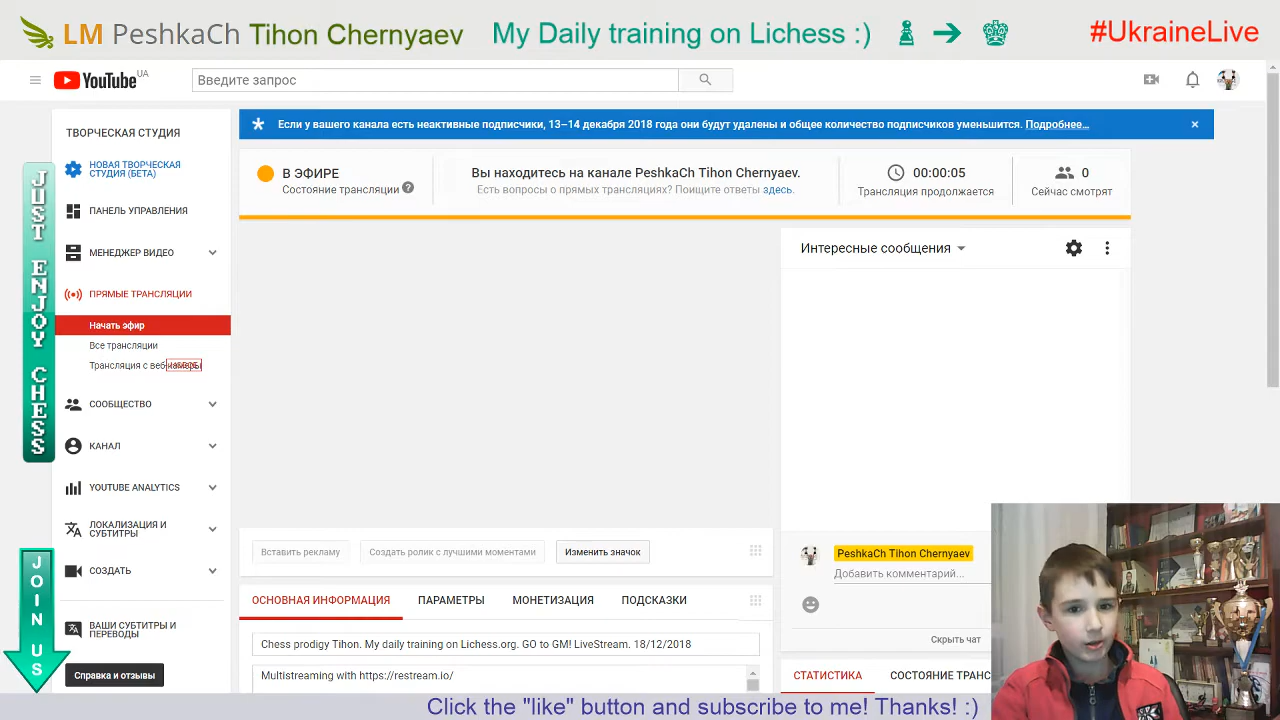 LM PeshkaCh Tihon Chernyaev
My Daily training on Lichess :)
#UkraineLive
YouTube UA
Введите запрос
JUST ENJOY CHESS
JOIN US
ТВОРЧЕСКАЯ СТУДИЯ
НОВАЯ ТВОРЧЕСКАЯ
СТУДИЯ (БЕТА)
ПАНЕЛЬ УПРАВЛЕНИЯ
МЕНЕДЖЕР ВИДЕО
ПРЯМЫЕ ТРАНСЛЯЦИИ
Начать эфир
Все трансляции
Трансляция с веб-камеры
СООБЩЕСТВО
КАНАЛ
YOUTUBE ANALYTICS
ЛОКАЛИЗАЦИЯ И
СУБТИТРЫ
СОЗДАТЬ
ВАШИ СУБТИТРЫ И
ПЕРЕВОДЫ
Справка и отзывы
Если у вашего канала есть неактивные подписчики, 13–14 декабря 2018 года они будут удалены и общее количество подписчиков уменьшится. Подробнее...
В ЭФИРЕ
Состояние трансляции ?
Вы находитесь на канале PeshkaCh Tihon Chernyaev.
Есть вопросы о прямых трансляциях? Поищите ответы здесь.
00:00:05
Трансляция продолжается
0
Сейчас смотрят
Интересные сообщения
Вставить рекламу
Создать ролик с лучшими моментами
Изменить значок
PeshkaCh Tihon Chernyaev
Добавить комментарий...
Скрыть чат
ОСНОВНАЯ ИНФОРМАЦИЯ
ПАРАМЕТРЫ
МОНЕТИЗАЦИЯ
ПОДСКАЗКИ
Chess prodigy Tihon. My daily training on Lichess.org. GO to GM! LiveStream. 18/12/2018
Multistreaming with https://restream.io/
СТАТИСТИКА
СОСТОЯНИЕ ТРАНС
Click the "like" button and subscribe to me! Thanks! :)